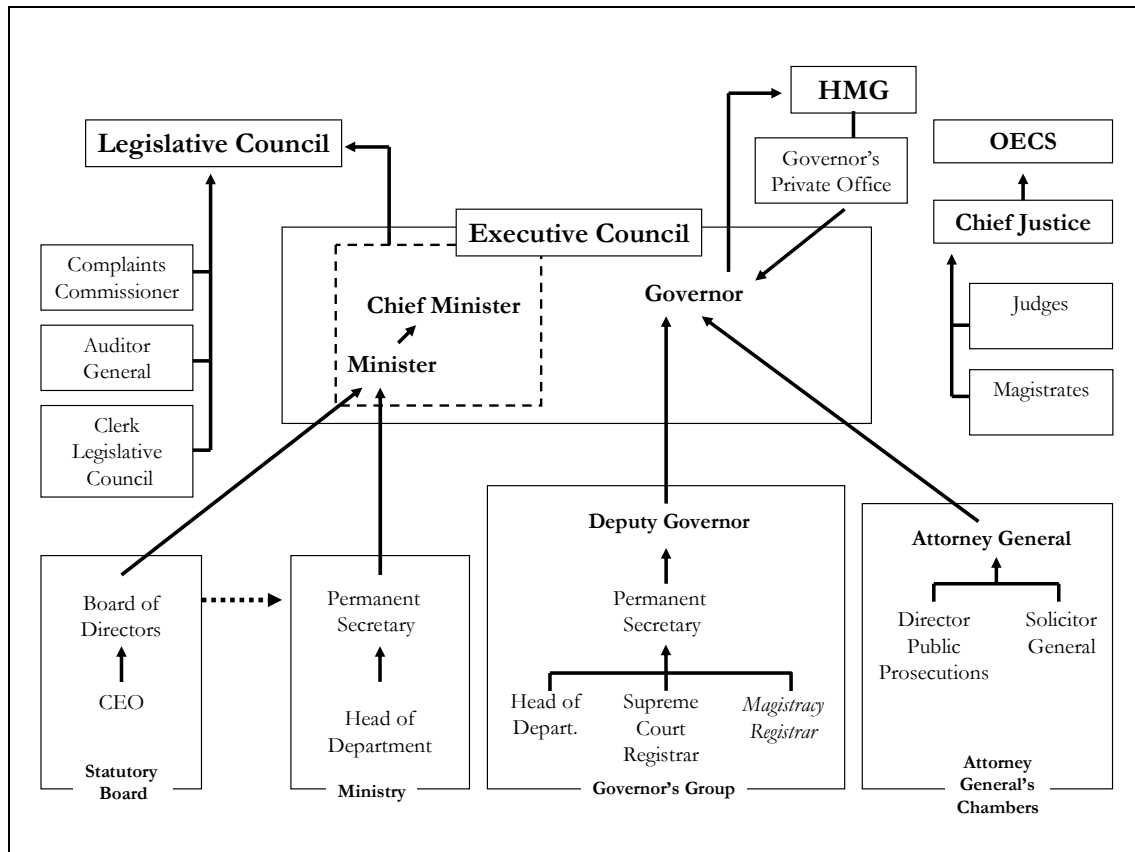 HMG
Legislative Council
Governor's
Private Office
OECS
Chief Justice
Executive Council
Complaints
Commissioner
Chief Minister
Governor
Judges
Auditor
General
Minister
Magistrates
Clerk
Legislative
Council
Deputy Governor
Attorney General
Board of
Directors
Permanent
Secretary
Permanent
Secretary
Director
Public
Prosecutions
Solicitor
General
CEO
Head of
Department
Head of
Depart.
Supreme
Court
Registrar
Magistracy
Registrar
Statutory
Board
Ministry
Governor's Group
Attorney
General's
Chambers